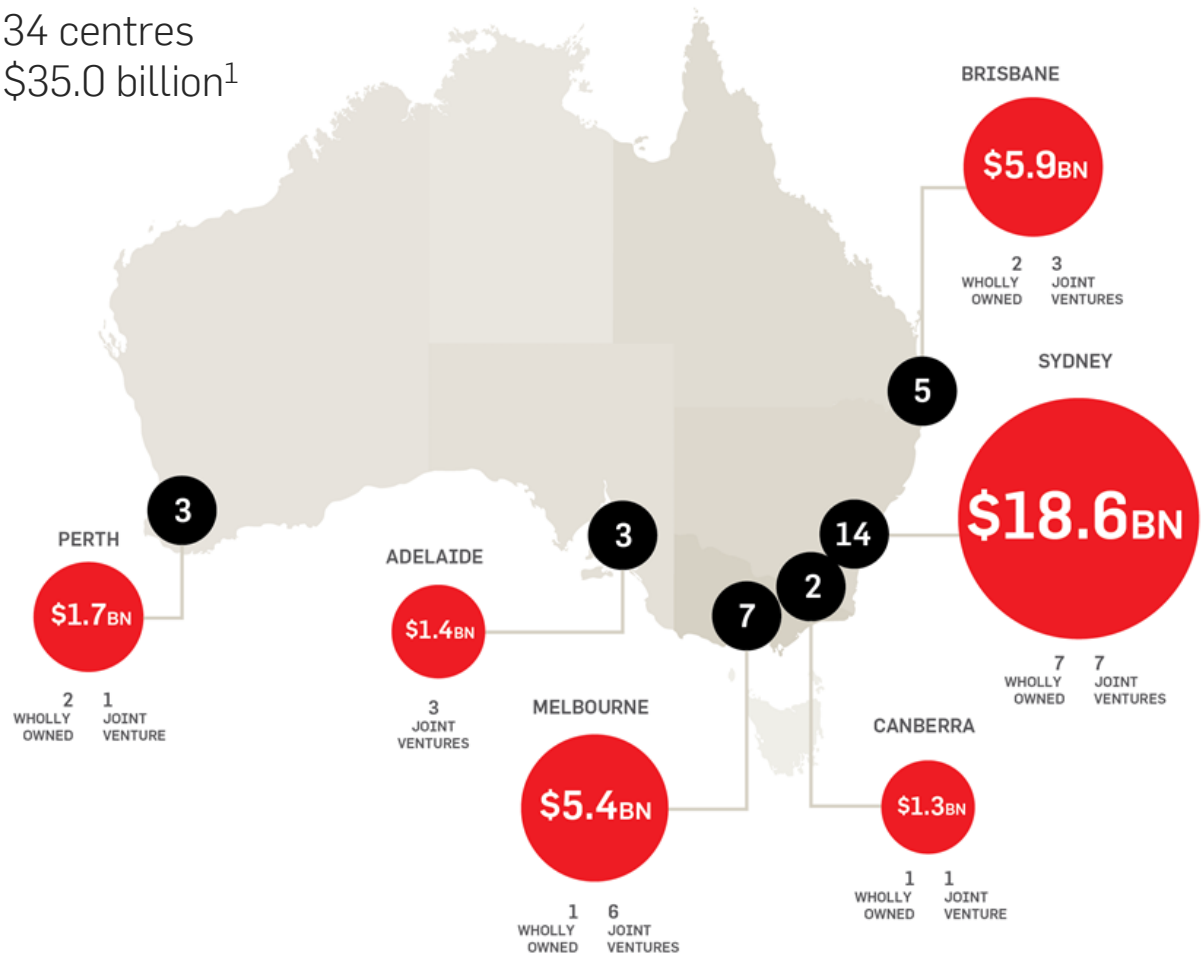 34 centres
$35.0 billion1
BRISBANE
$5.9BN
2 3
WHOLLY JOINT
OWNED VENTURES
5
SYDNEY
$18.6BN
7 7
WHOLLY JOINT
OWNED VENTURES
14
3
PERTH
$1.7BN
2 1
WHOLLY JOINT
OWNED VENTURE
3
ADELAIDE
$1.4BN
3
JOINT
VENTURES
7
MELBOURNE
$5.4BN
1 6
WHOLLY JOINT
OWNED VENTURES
2
CANBERRA
$1.3BN
1 1
WHOLLY JOINT
OWNED VENTURE